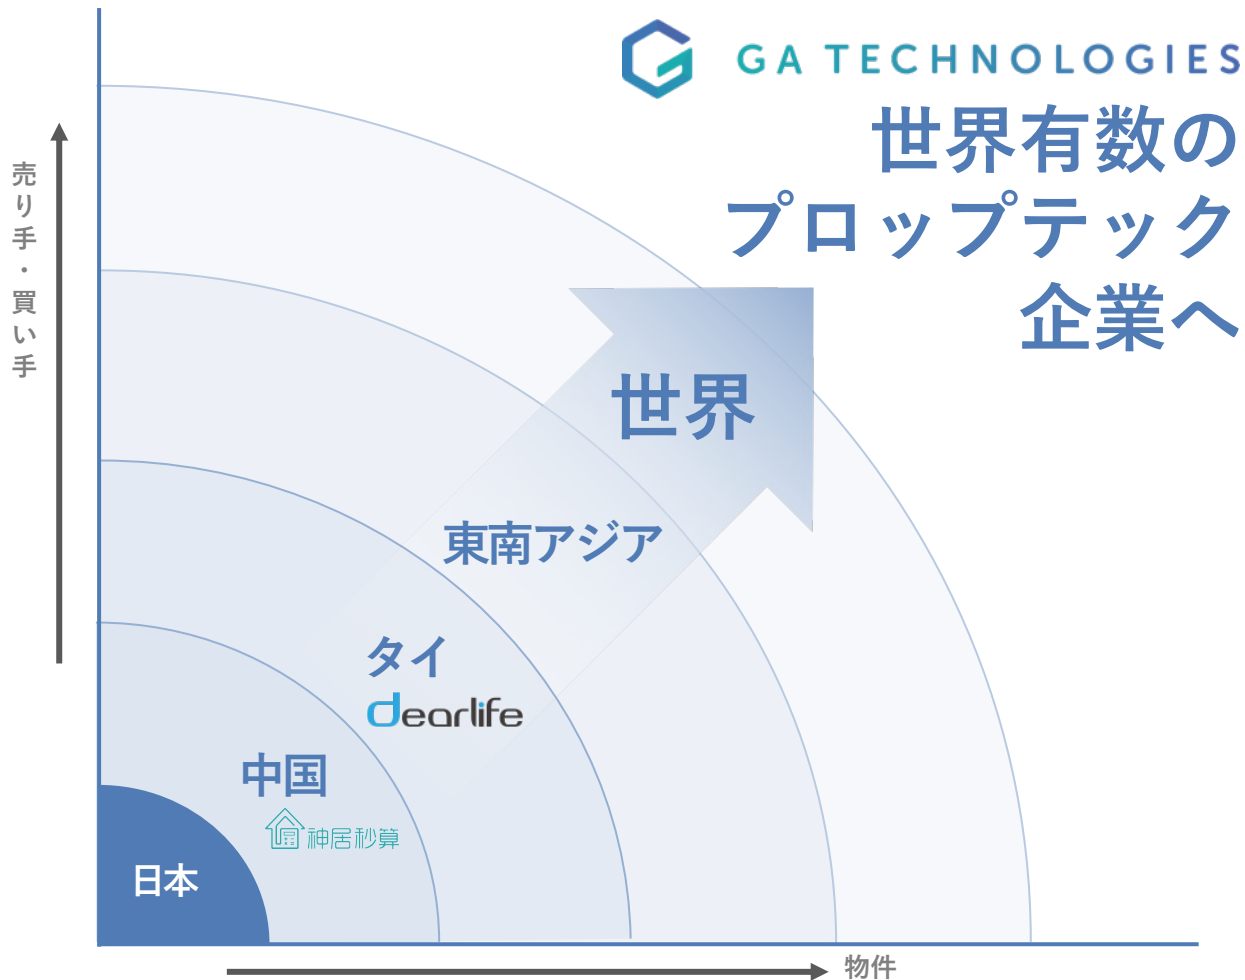 GA TECHNOLOGIES
世界有数の
プロップテック
企業へ
売り手・買い手
世界
東南アジア
タイ
dearlife
中国
神居秒算
日本
物件